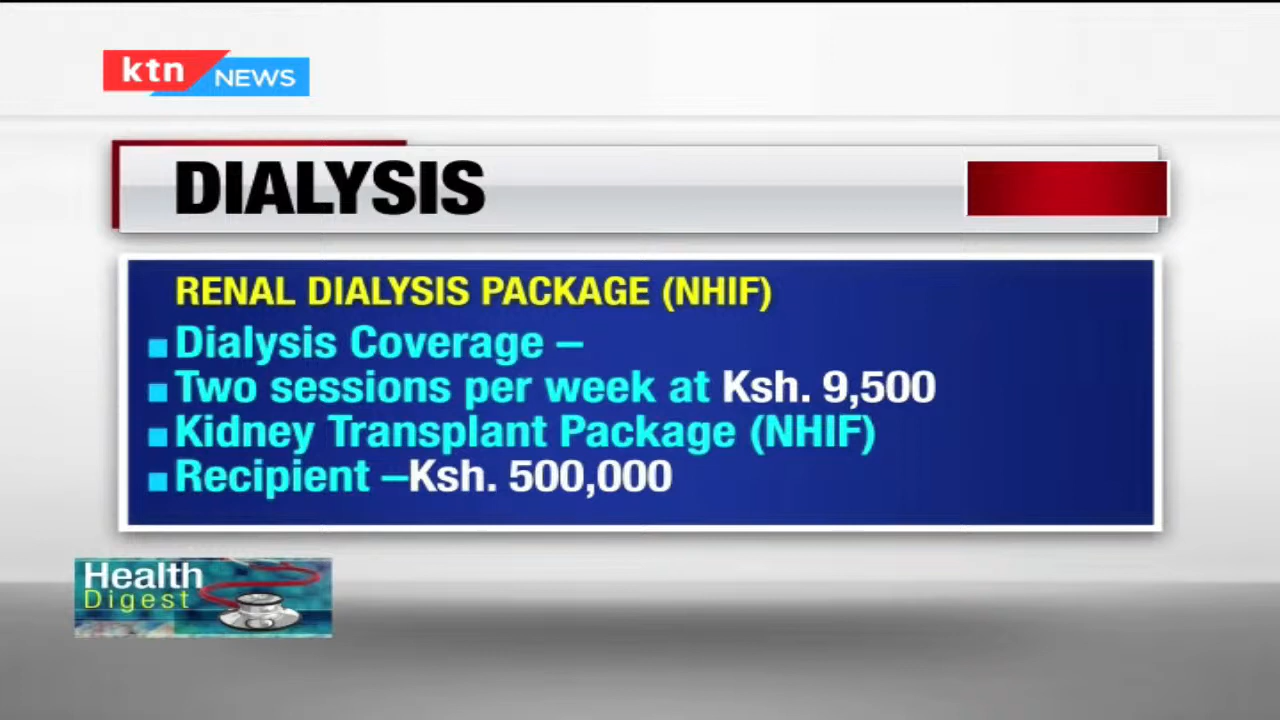 ktn NEWS
DIALYSIS
RENAL DIALYSIS PACKAGE (NHIF)
Dialysis Coverage –
Two sessions per week at Ksh. 9,500
Kidney Transplant Package (NHIF)
Recipient –Ksh. 500,000
Health
Digest